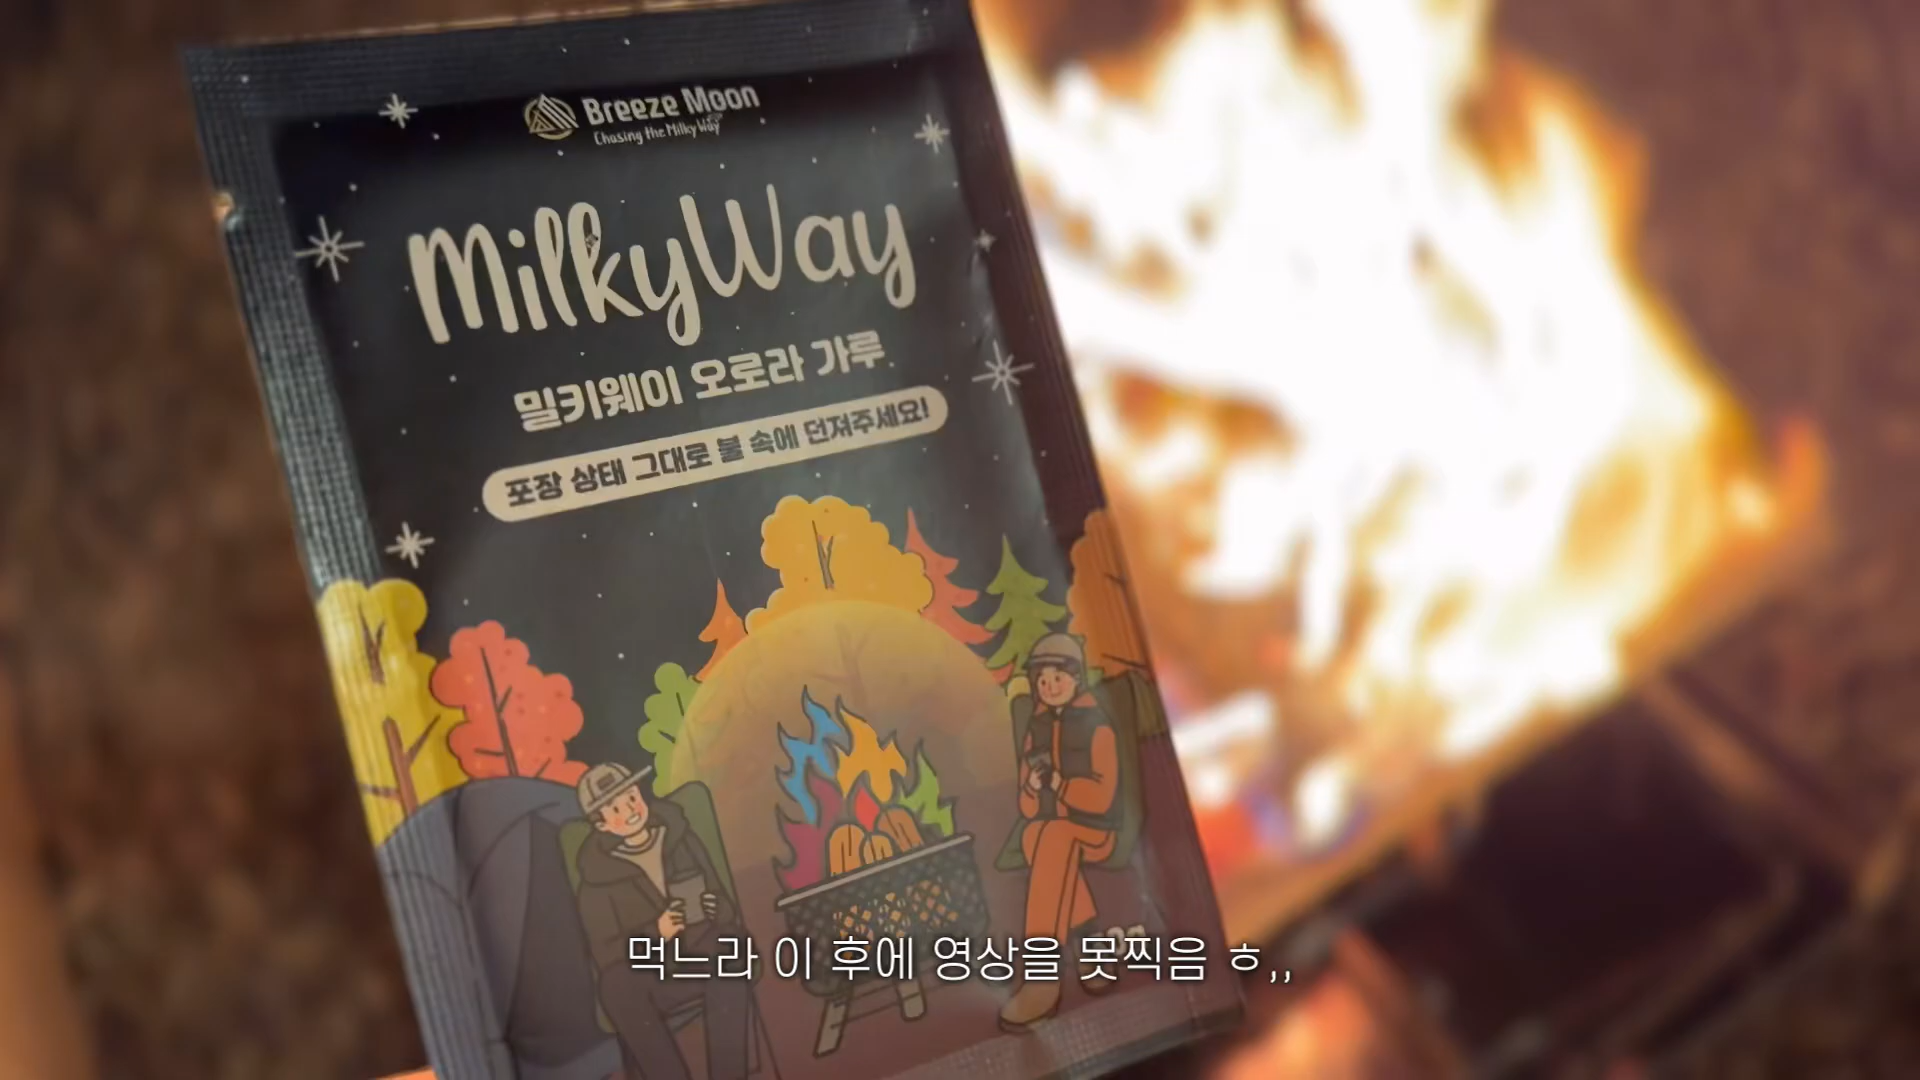 Breeze Moon
Chasing the Milky Way
MilkyWay
밀키웨이 오로라 가루
포장 상태 그대로 불 속에 던져주세요!
먹느라 이 후에 영상을 못찍음 ㅎ,,